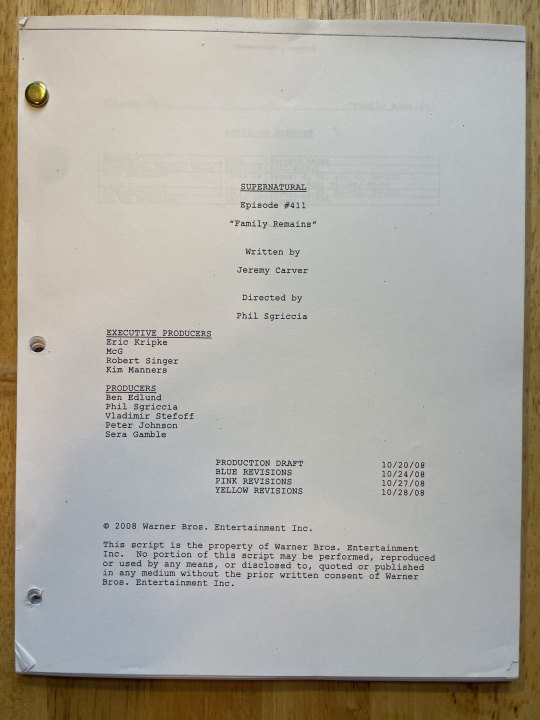 SUPERNATURAL
Episode #411
"Family Remains"
Written by
Jeremy Carver
Directed by
Phil Sgriccia
EXECUTIVE PRODUCERS
Eric Kripke
McG
Robert Singer
Kim Manners
PRODUCERS
Ben Edlund
Phil Sgriccia
Vladimir Stefoff
Peter Johnson
Sera Gamble
PRODUCTION DRAFT 10/20/08
BLUE REVISIONS 10/24/08
PINK REVISIONS 10/27/08
YELLOW REVISIONS 10/28/08
© 2008 Warner Bros. Entertainment Inc.
This script is the property of Warner Bros. Entertainment
Inc. No portion of this script may be performed, reproduced
or used by any means, or disclosed to, quoted or published
in any medium without the prior written consent of Warner
Bros. Entertainment Inc.